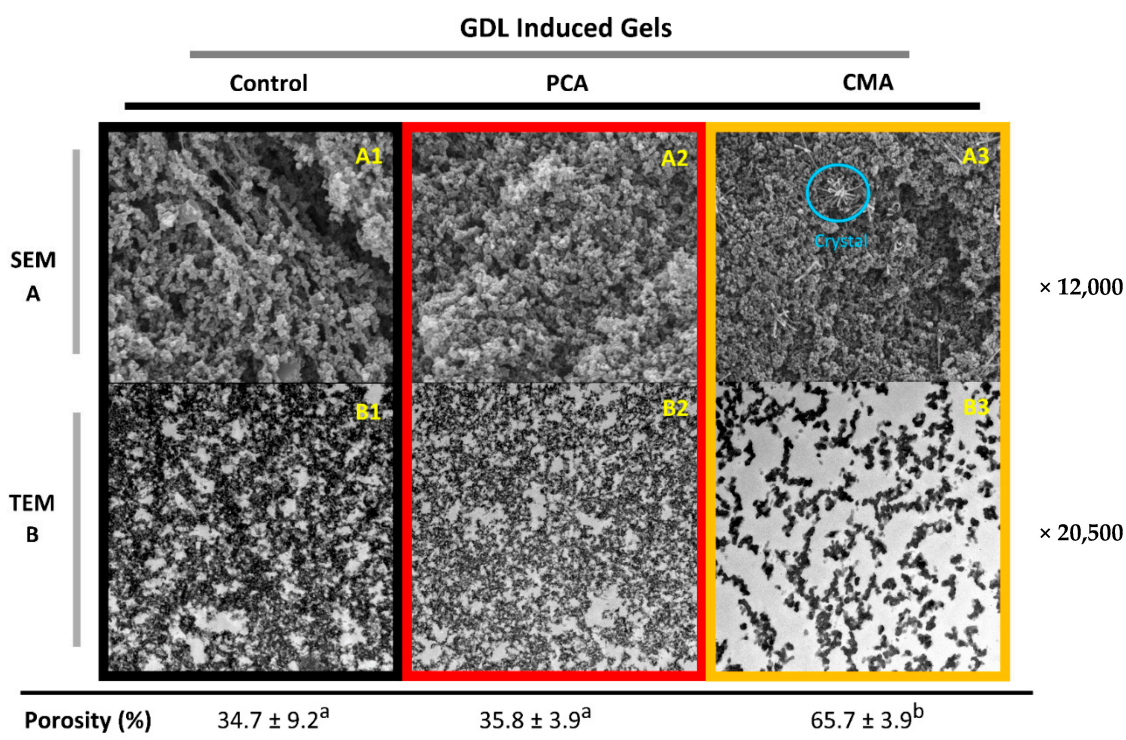 GDL Induced Gels
Control PCA CMA
A1 A2 A3
Crystal
SEM
A
× 12,000
B1 B2 B3
TEM
B
× 20,500
Porosity (%) 34.7 ± 9.2a 35.8 ± 3.9a 65.7 ± 3.9b